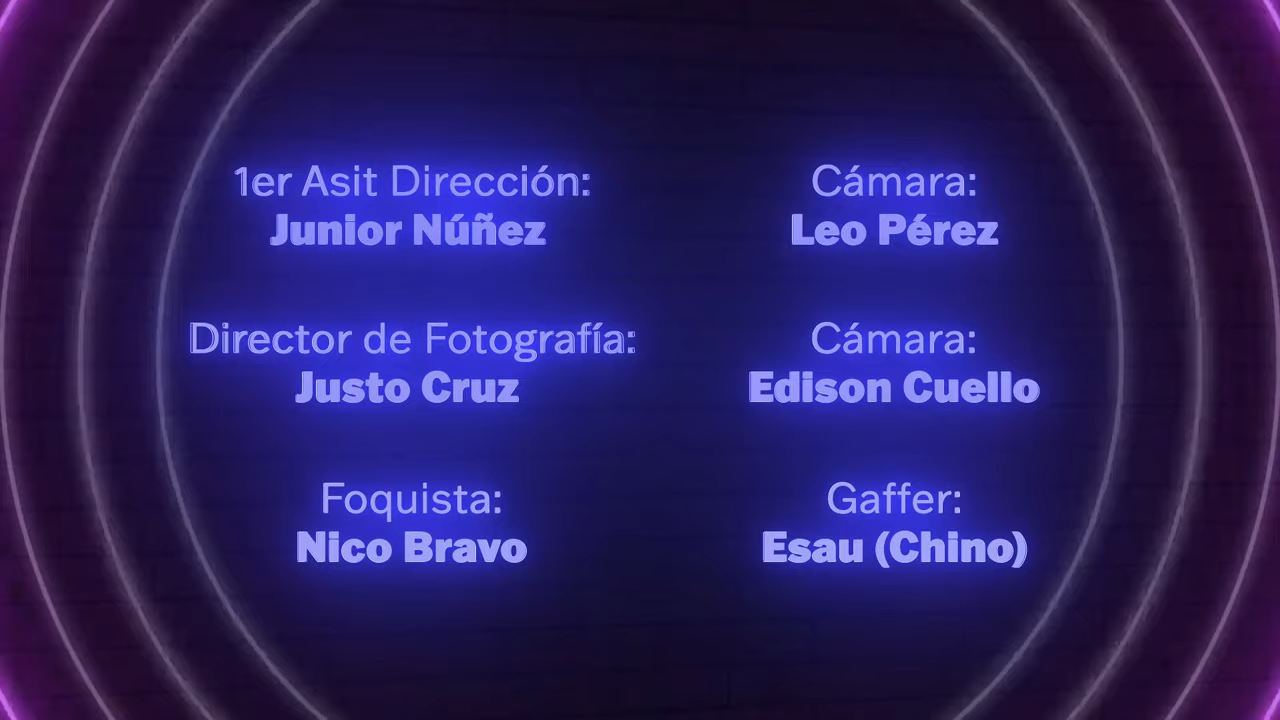 1er Asit Dirección:
Junior Núñez
Director de Fotografía:
Justo Cruz
Foquista:
Nico Bravo
Cámara:
Leo Pérez
Cámara:
Edison Cuello
Gaffer:
Esau (Chino)